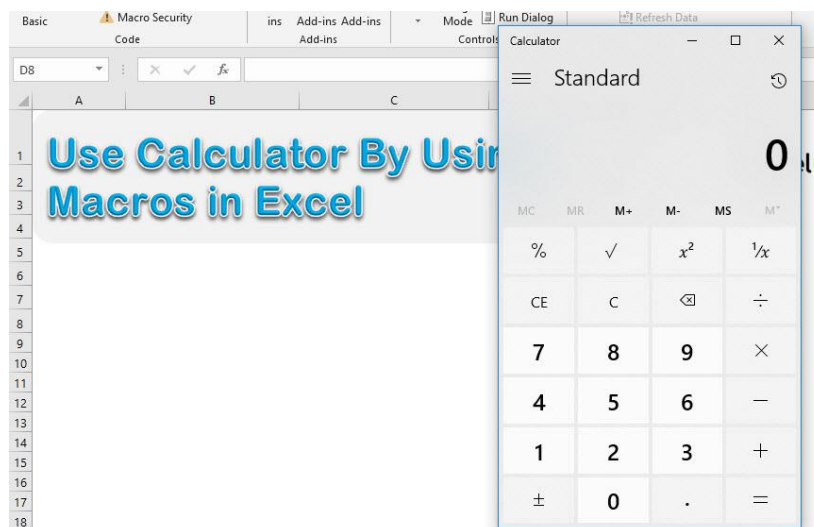 Basic
Macro Security
ins Add-ins Add-ins
Mode
Run Dialog
Refresh Data
Code
Add-ins
Controls
D8
fx
A B C
Use Calculator By Usin
Macros in Excel
el
1
2
3
4
5
6
7
8
9
10
11
12
13
14
15
16
17
18
Calculator
Standard
0
MC MR M+ M- MS M˅
% √ x² ¹/x
CE C ÷
7 8 9 ×
4 5 6 −
1 2 3 +
± 0 . =